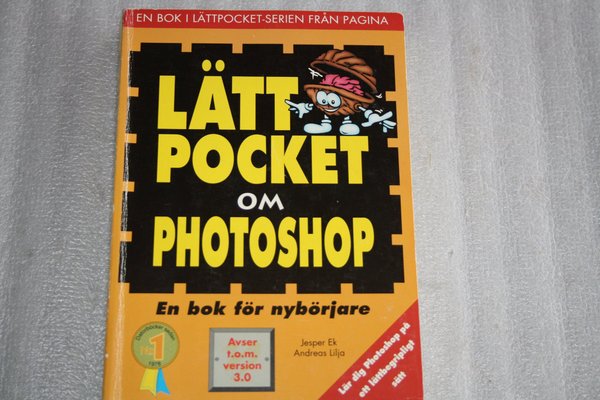 EN BOK I LÄTTPOCKET-SERIEN FRÅN PAGINA
LÄTT
POCKET
OM
PHOTOSHOP
En bok för nybörjare
Avser
t.o.m.
version
3.0
Jesper Ek
Andreas Lilja
Lär dig Photoshop på
ett lättbegripligt
sätt
1